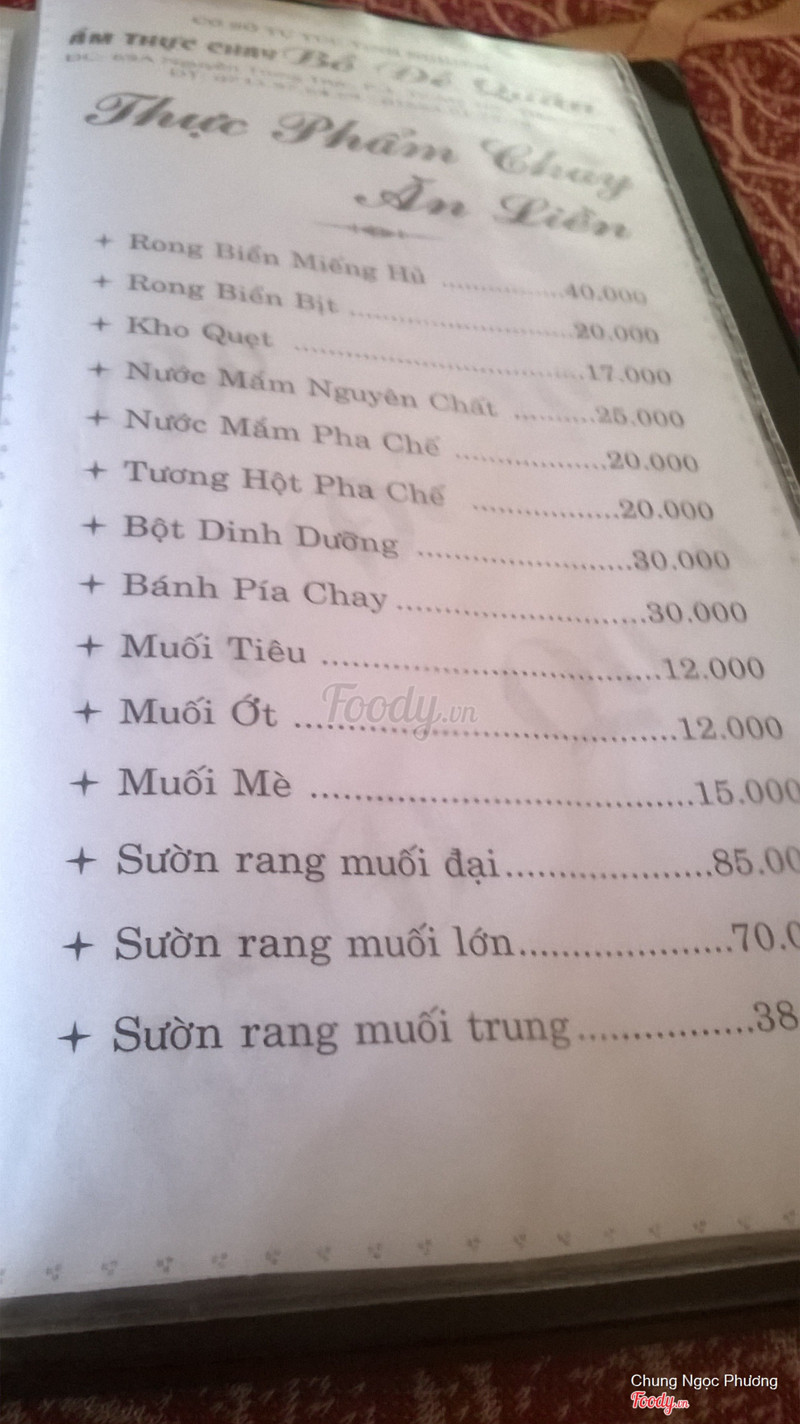 ẨM THỰC CHAY Bồ Đề Quán
Thực Phẩm Chay
Ăn Liền
Rong Biển Miếng Hủ ..............40.000
Rong Biển Bịt ..........................20.000
Kho Quẹt .................................17.000
Nước Mắm Nguyên Chất ..........25.000
Nước Mắm Pha Chế ..................20.000
Tương Hột Pha Chế .................20.000
Bột Dinh Dưỡng .........................30.000
Bánh Pía Chay.............................30.000
Muối Tiêu ......................................12.000
Muối Ớt ..........................................12.000
Muối Mè .........................................15.000
Sườn rang muối đại.....................85.00
Sườn rang muối lớn.....................70.0
Sườn rang muối trung.................38
Foody.vn
Chung Ngọc Phương
Foody.vn